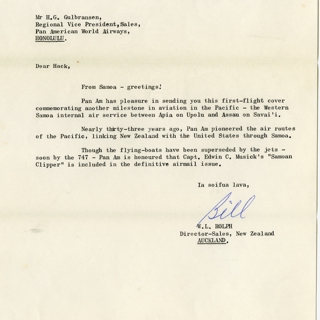 Mr H.G. Gulbransen,
Regional Vice President, Sales,
Pan American World Airways,
HONOLULU.
Dear Hack,
From Samoa - greetings!
Pan Am has pleasure in sending you this first-flight cover
commemorating another milestone in aviation in the Pacific - the Western
Samoa internal air service between Apia on Upolu and Asau on Savai'i.
Nearly thirty-three years ago, Pan Am pioneered the air routes
of the Pacific, linking New Zealand with the United States through Samoa.
Though the flying-boats have been superseded by the jets -
soon by the 747 - Pan Am is honoured that Capt. Edwin C. Musick's "Samoan
Clipper" is included in the definitive airmail issue.
In soifua lava,
Bill
W.L. ROLPH
Director-Sales, New Zealand
AUCKLAND.